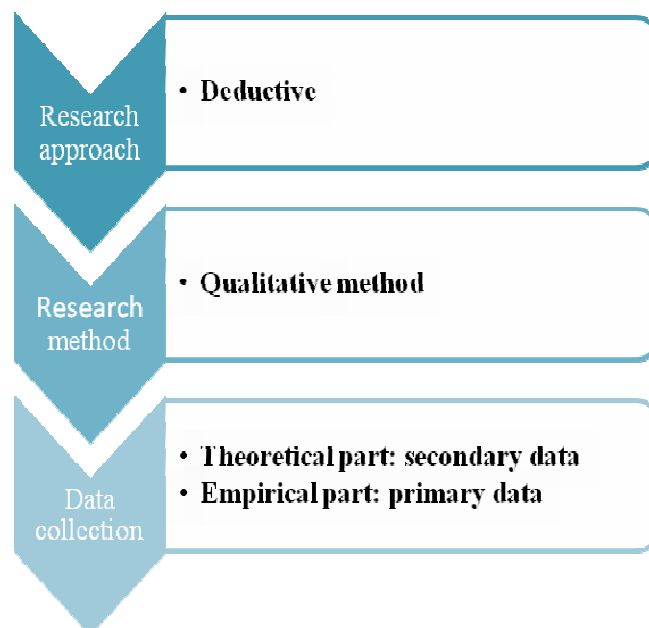 Research
approach
• Deductive
Research
method
• Qualitative method
Data
collection
• Theoretical part: secondary data
• Empirical part: primary data